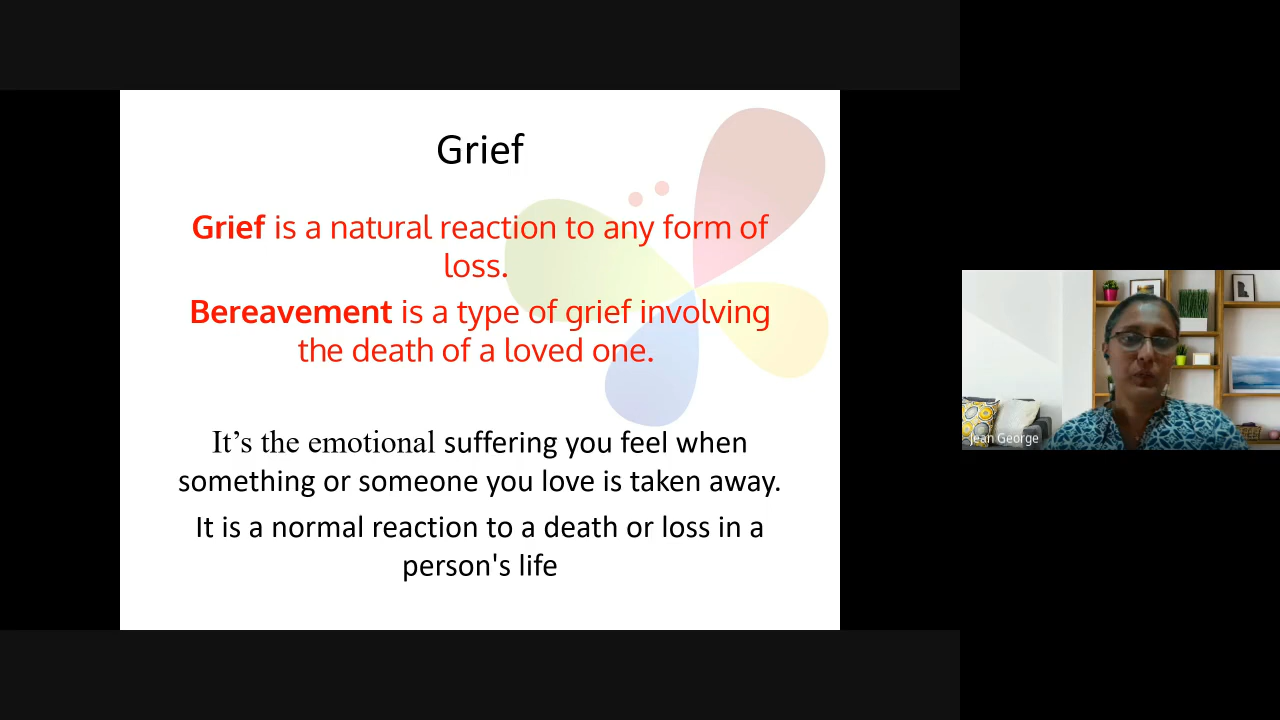 Grief
Grief is a natural reaction to any form of
loss.
Bereavement is a type of grief involving
the death of a loved one.
It’s the emotional suffering you feel when
something or someone you love is taken away.
It is a normal reaction to a death or loss in a
person's life
Jean George